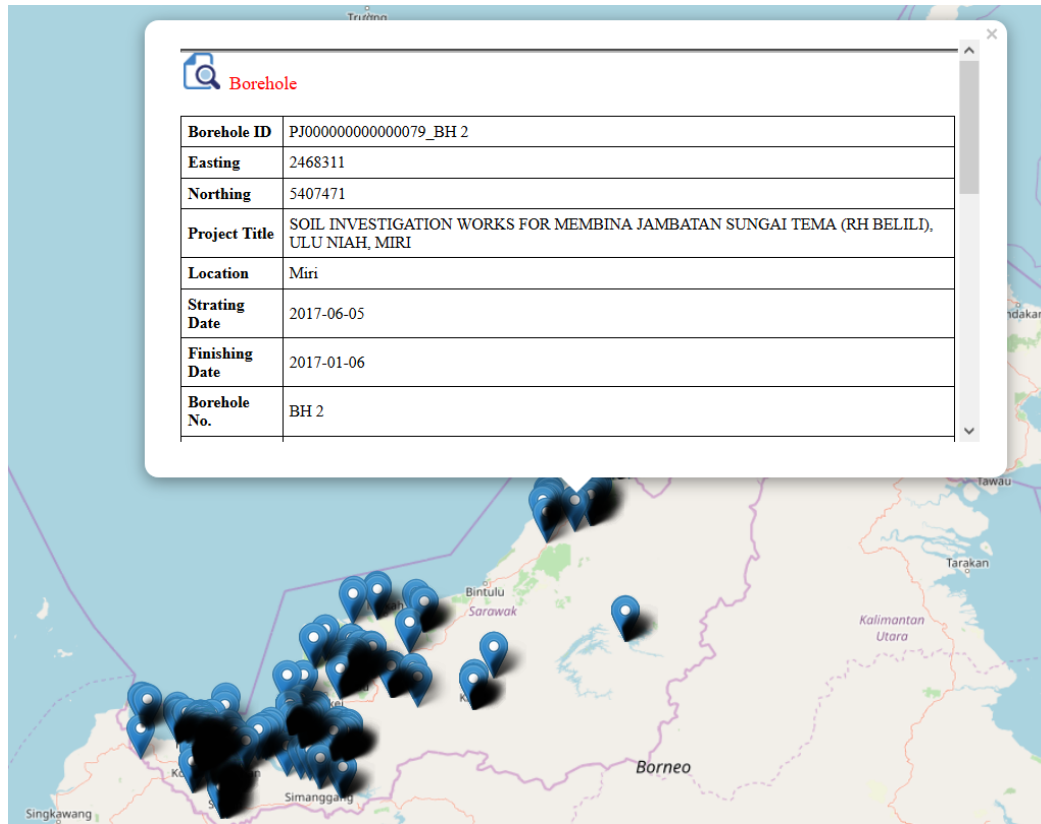 Trường
×
Borehole
Borehole ID PJ000000000000079_BH 2
Easting 2468311
Northing 5407471
Project Title SOIL INVESTIGATION WORKS FOR MEMBINA JAMBATAN SUNGAI TEMA (RH BELILI),
ULU NIAH, MIRI
Location Miri
Strating
Date 2017-06-05
Finishing
Date 2017-01-06
Borehole
No. BH 2
Tawau
Tarakan
Bintulu
Sarawak
Kalimantan
Utara
Borneo
Simanggang
Singkawang